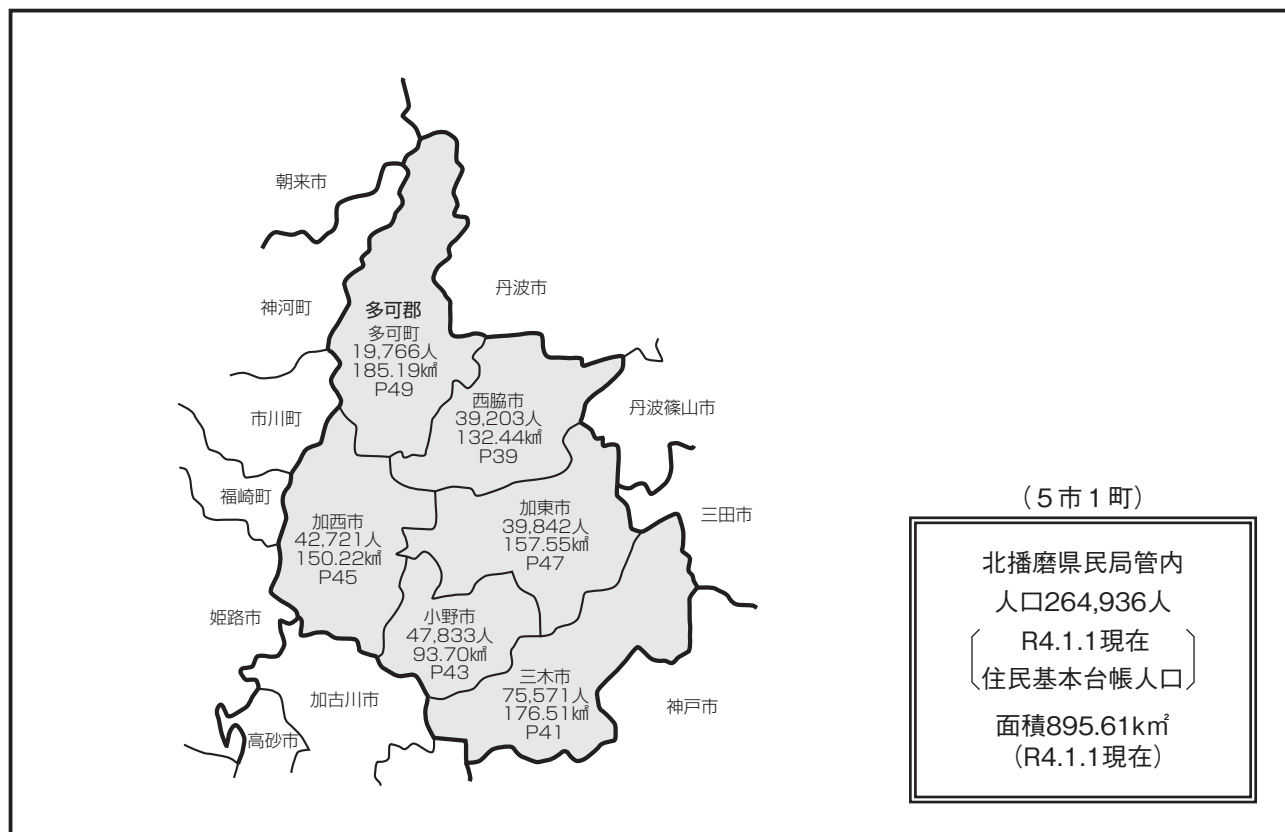 朝来市
丹波市
神河町
多可郡
多可町
19,766人
185.19㎢
P49
市川町
西脇市
39,203人
132.44㎢
P39
丹波篠山市
福崎町
加西市
42,721人
150.22㎢
P45
加東市
39,842人
157.55㎢
P47
三田市
姫路市
小野市
47,833人
93.70㎢
P43
三木市
75,571人
176.51㎢
P41
加古川市
神戸市
高砂市
（5市1町）
北播磨県民局管内
人口264,936人
R4.1.1現在
住民基本台帳人口
面積895.61k㎡
（R4.1.1現在）